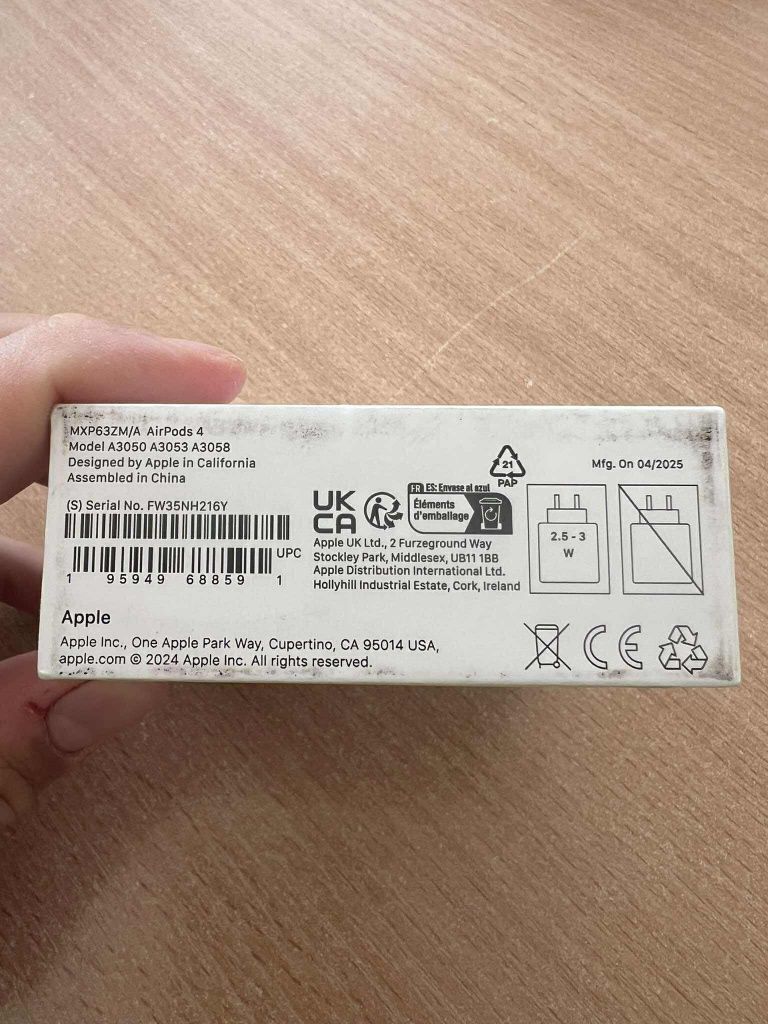 MXP63ZM/A AirPods 4
Model A3050 A3053 A3058
Designed by Apple in California
Assembled in China
(S) Serial No. FW35NH216Y
UPC
1 95949 68859 1
Apple
Apple Inc., One Apple Park Way, Cupertino, CA 95014 USA,
apple.com © 2024 Apple Inc. All rights reserved.
UK
CA
FR ES: Envase al azul
Éléments
d'emballage
Apple UK Ltd., 2 Furzeground Way
Stockley Park, Middlesex, UB11 1BB
Apple Distribution International Ltd.
Hollyhill Industrial Estate, Cork, Ireland
21
PAP
Mfg. On 04/2025
2.5 - 3
W
CE